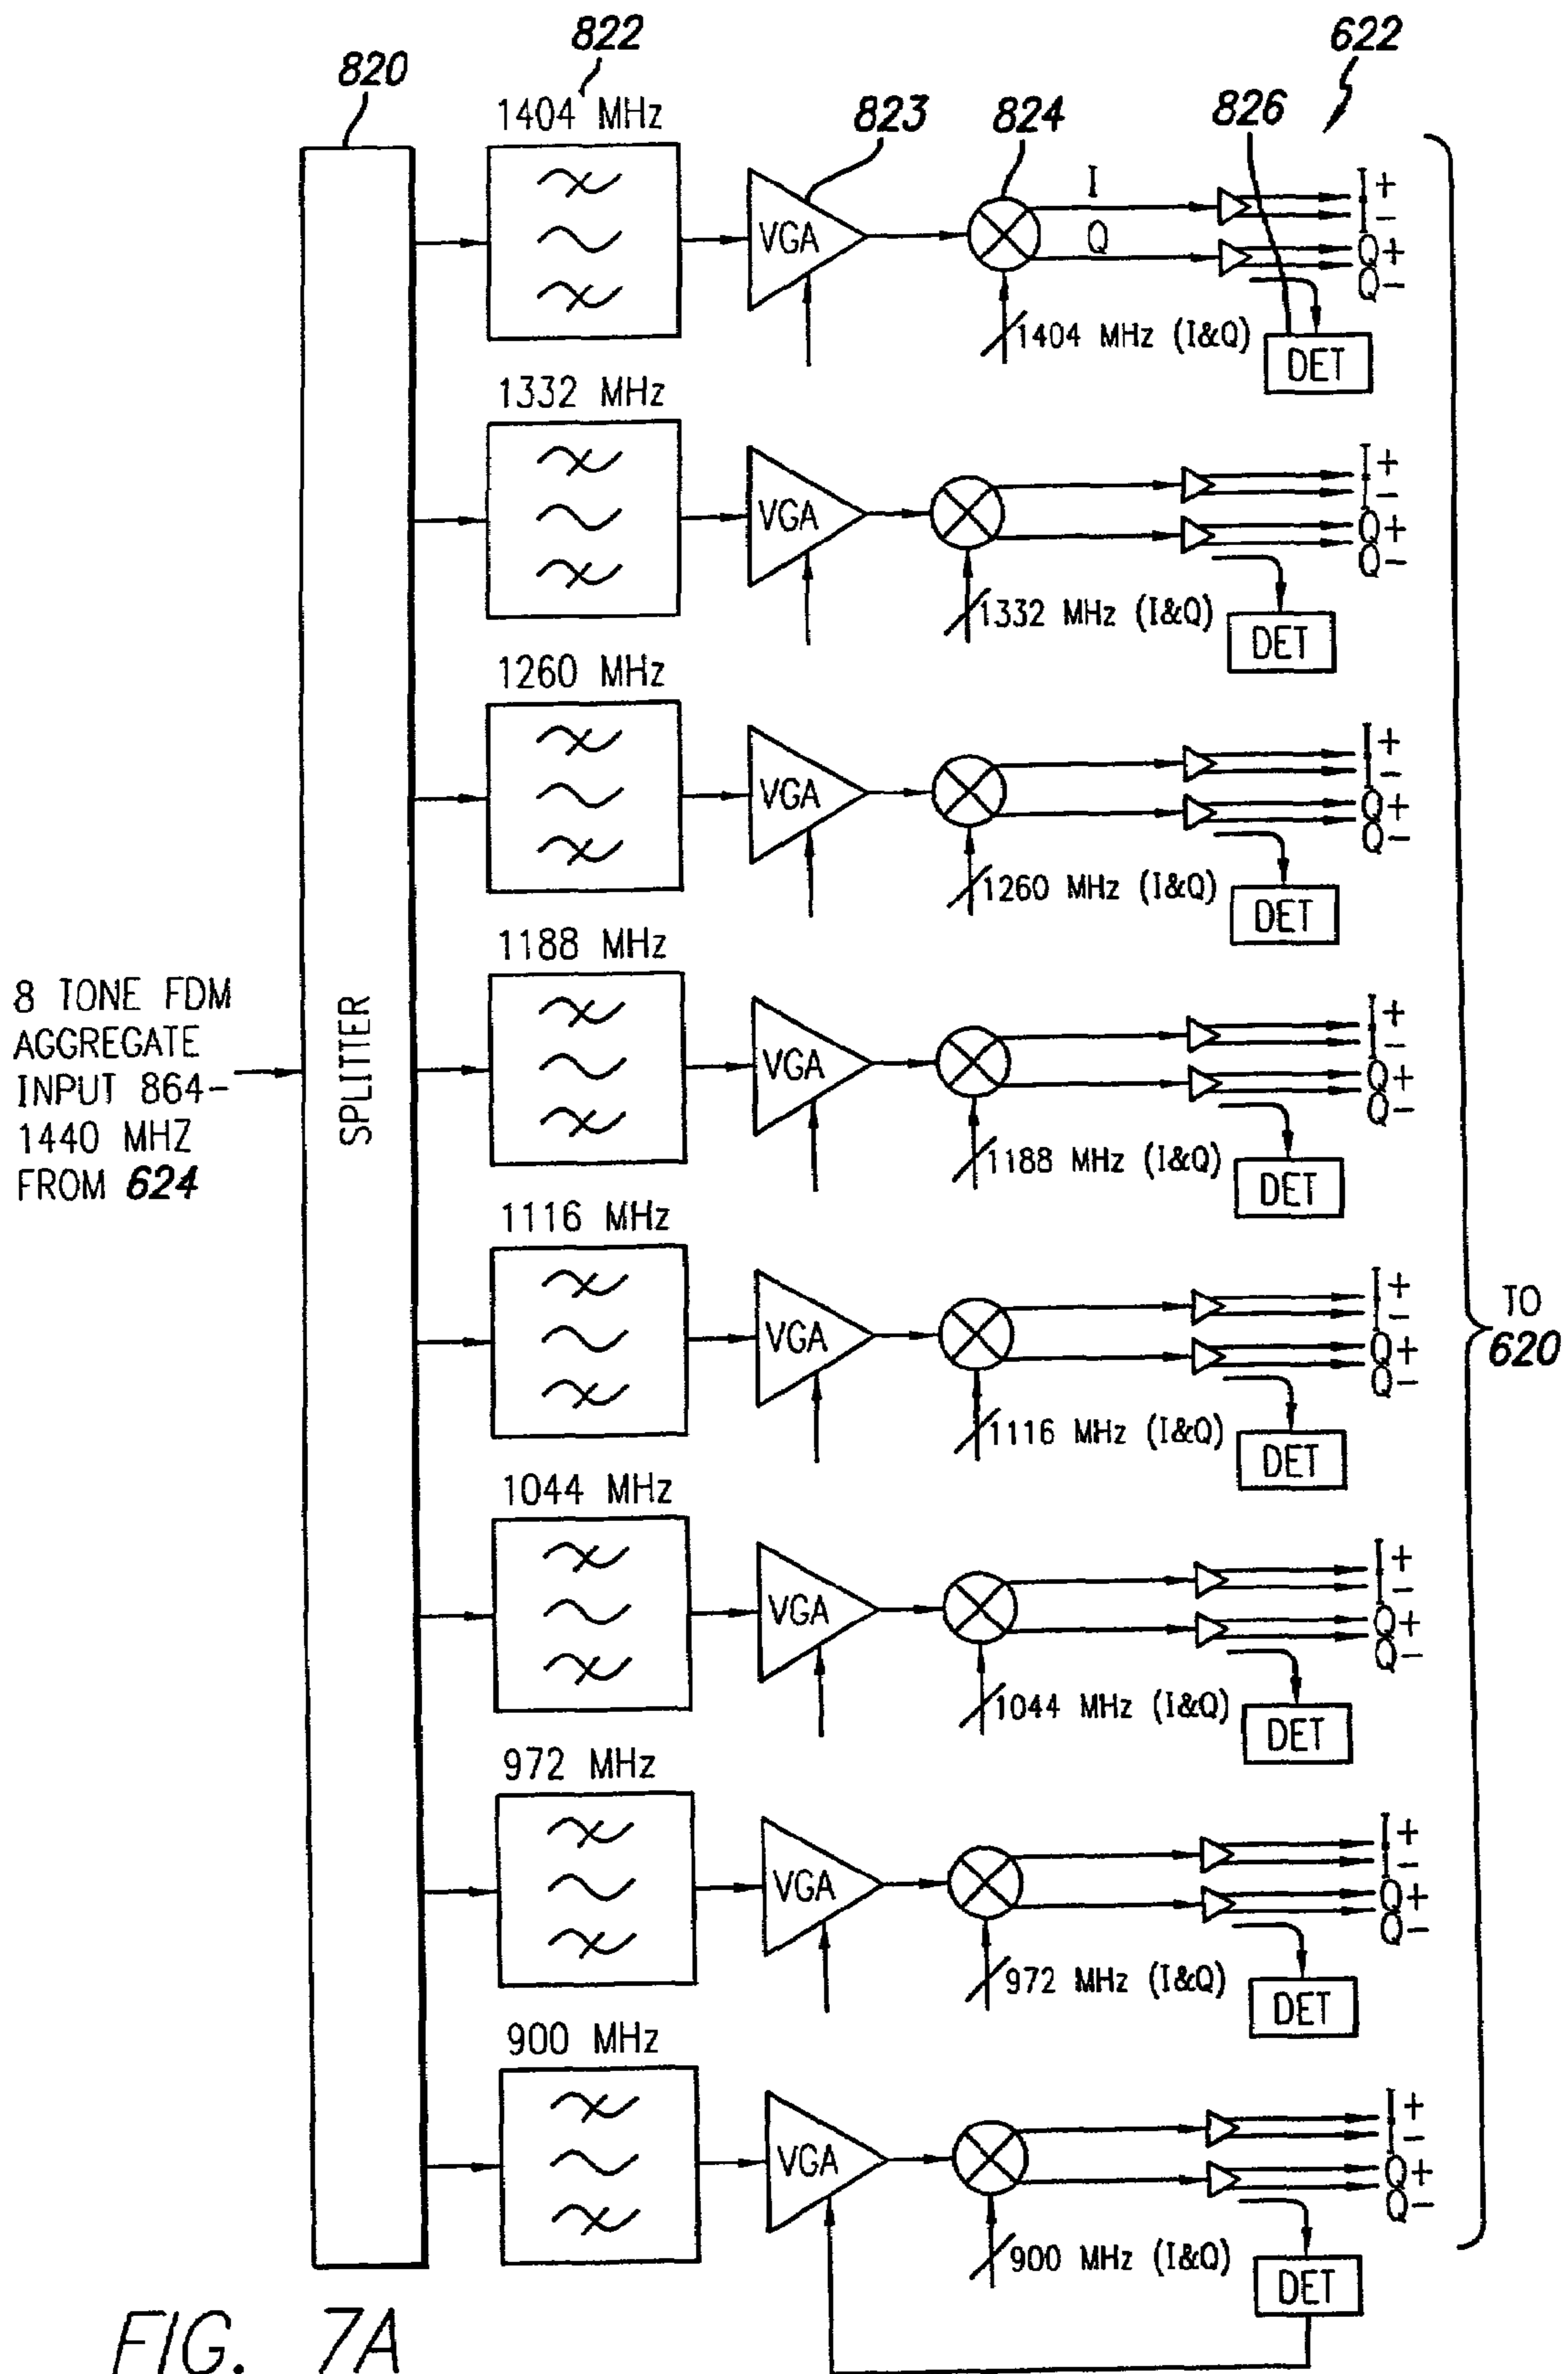 822
622
820
1404 MHz
823
824
826
VGA
I
Q
I+
I-
Q+
Q-
1404 MHz (I&Q)
DET
1332 MHz
VGA
I+
I-
Q+
Q-
1332 MHz (I&Q)
DET
1260 MHz
VGA
I+
I-
Q+
Q-
1260 MHz (I&Q)
DET
1188 MHz
8 TONE FDM
AGGREGATE
INPUT 864-
1440 MHZ
FROM 624
SPLITTER
VGA
I+
I-
Q+
Q-
1188 MHz (I&Q)
DET
1116 MHz
VGA
I+
I-
Q+
Q-
TO
620
1116 MHz (I&Q)
DET
1044 MHz
VGA
I+
I-
Q+
Q-
1044 MHz (I&Q)
DET
972 MHz
VGA
I+
I-
Q+
Q-
972 MHz (I&Q)
DET
900 MHz
VGA
I+
I-
Q+
Q-
900 MHz (I&Q)
DET
FIG. 7A